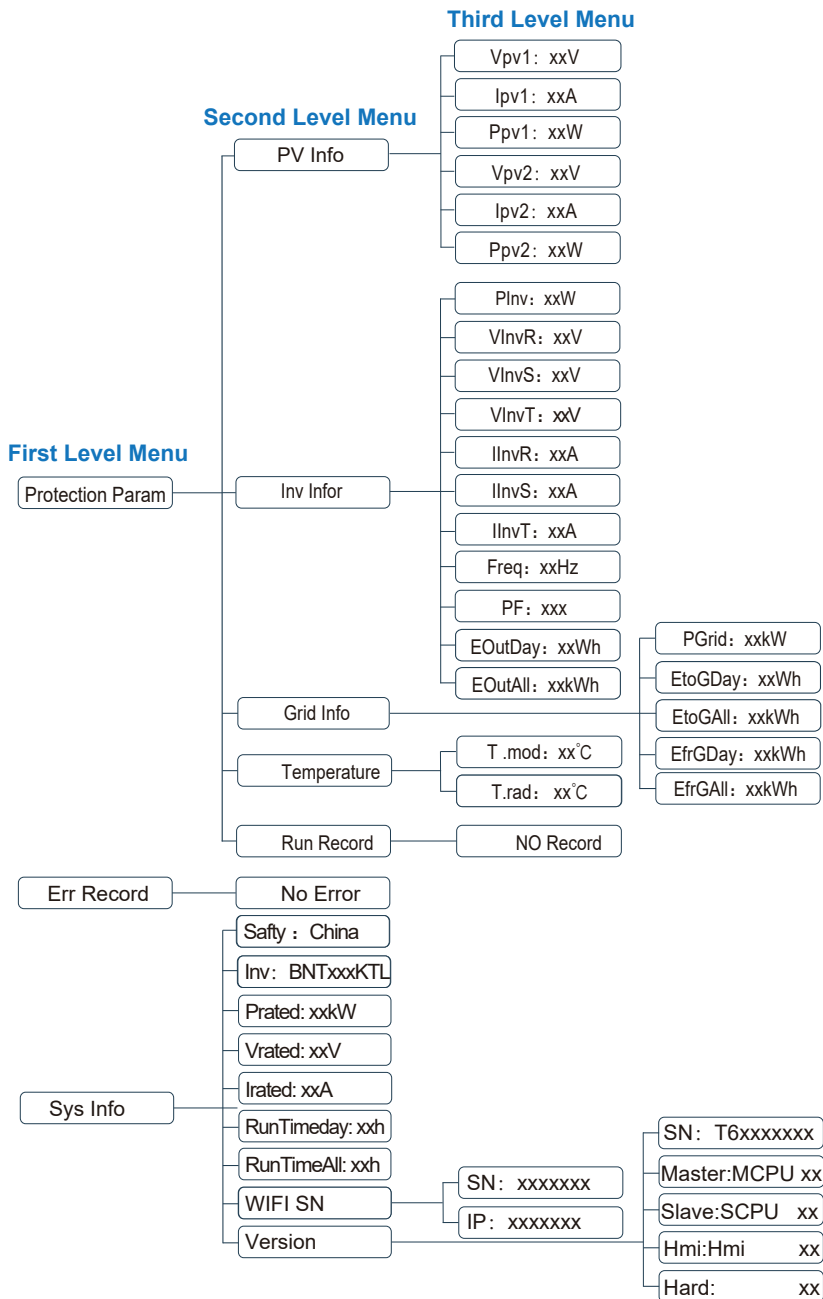 Third Level Menu
Vpv1: xxV
Ipv1: xxA
Second Level Menu
Ppv1: xxW
PV Info
Vpv2: xxV
Ipv2: xxA
Ppv2: xxW
PInv: xxW
VInvR: xxV
VInvS: xxV
VInvT: xxV
First Level Menu
IInvR: xxA
Protection Param
Inv Infor
IInvS: xxA
IInvT: xxA
Freq: xxHz
PF: xxx
EOutDay: xxWh
EOutAll: xxkWh
Grid Info
PGrid: xxkW
EtoGDay: xxWh
EtoGAll: xxkWh
EfrGDay: xxkWh
EfrGAll: xxkWh
Temperature
T .mod: xx°C
T.rad: xx°C
Run Record
NO Record
Err Record
No Error
Sys Info
Safty : China
Inv: BNTxxxKTL
Prated: xxkW
Vrated: xxV
Irated: xxA
RunTimeday: xxh
RunTimeAll: xxh
WIFI SN
SN: xxxxxxx
IP: xxxxxxx
Version
SN: T6xxxxxxx
Master:MCPU xx
Slave:SCPU xx
Hmi:Hmi xx
Hard: xx